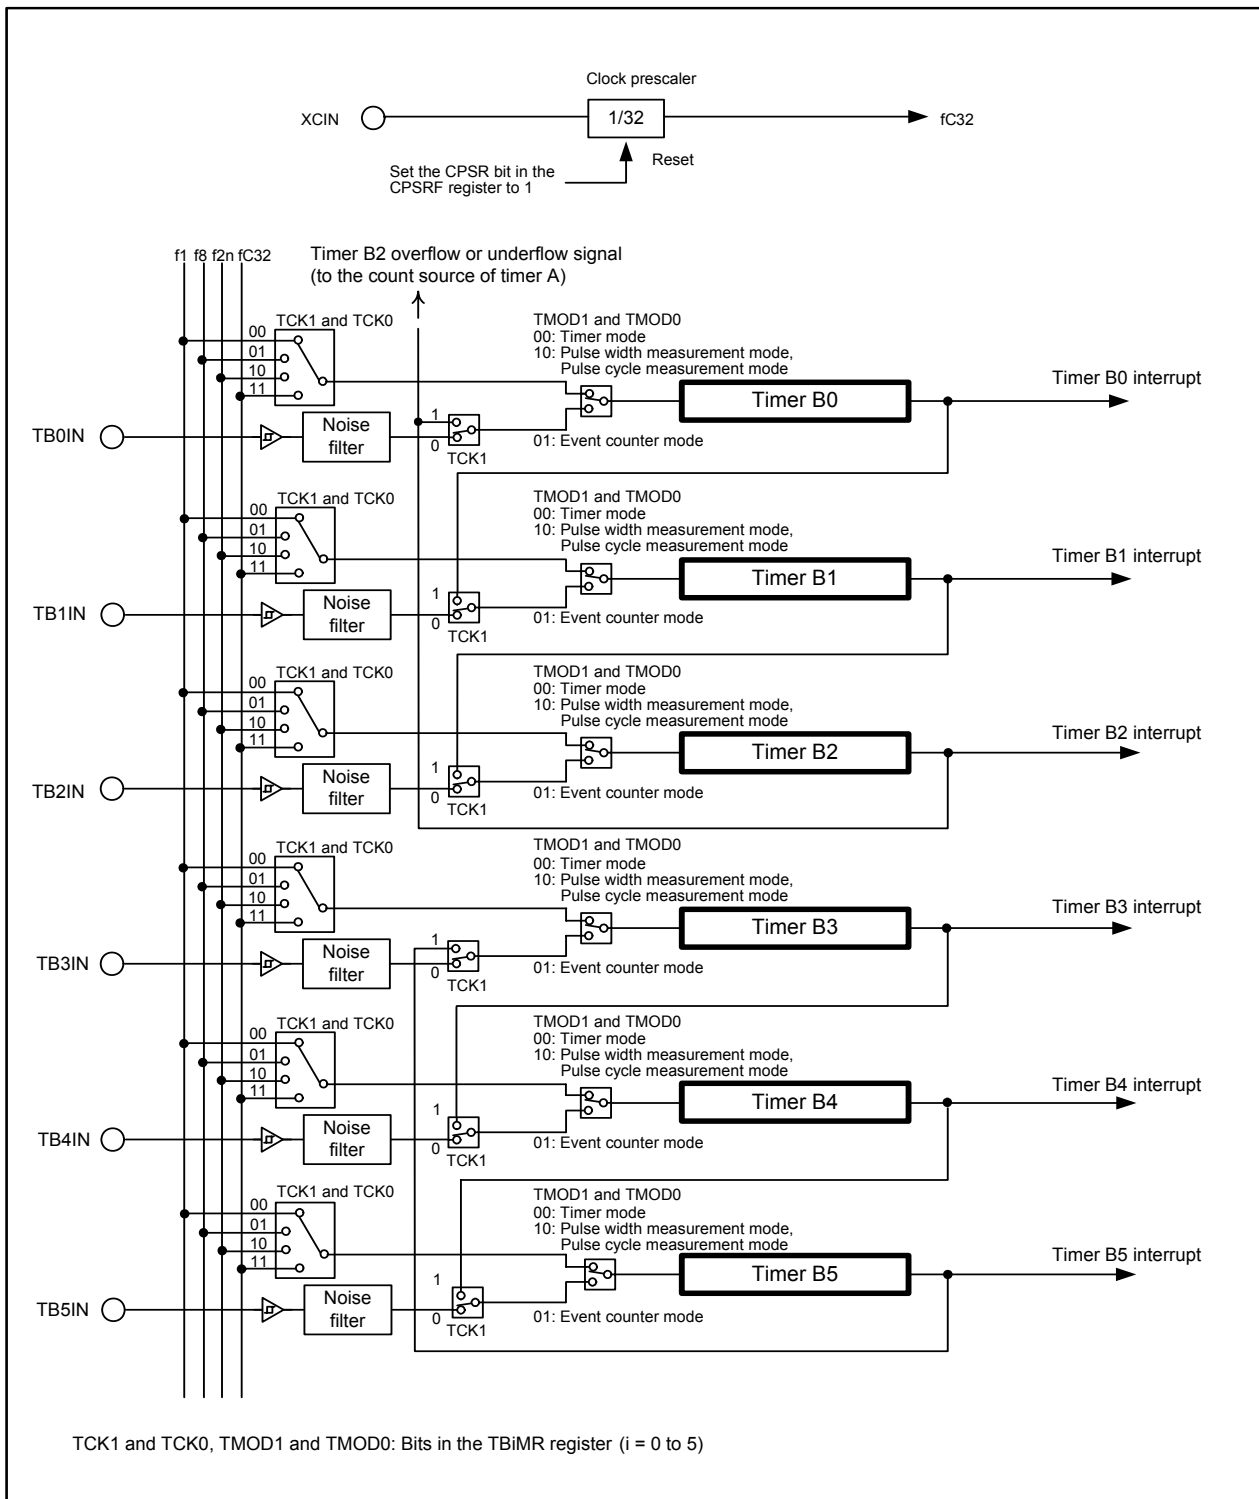 Clock prescaler
XCIN
1/32
fC32
Reset
Set the CPSR bit in the
CPSRF register to 1
f1 f8 f2n fC32
Timer B2 overflow or underflow signal
(to the count source of timer A)
TCK1 and TCK0
00
01
10
11
TMOD1 and TMOD0
00: Timer mode
10: Pulse width measurement mode,
Pulse cycle measurement mode
Timer B0
Timer B0 interrupt
TB0IN
Noise
filter
1
0
TCK1
01: Event counter mode
TCK1 and TCK0
00
01
10
11
TMOD1 and TMOD0
00: Timer mode
10: Pulse width measurement mode,
Pulse cycle measurement mode
Timer B1
Timer B1 interrupt
TB1IN
Noise
filter
1
0
TCK1
01: Event counter mode
TCK1 and TCK0
00
01
10
11
TMOD1 and TMOD0
00: Timer mode
10: Pulse width measurement mode,
Pulse cycle measurement mode
Timer B2
Timer B2 interrupt
TB2IN
Noise
filter
1
0
TCK1
01: Event counter mode
TCK1 and TCK0
00
01
10
11
TMOD1 and TMOD0
00: Timer mode
10: Pulse width measurement mode,
Pulse cycle measurement mode
Timer B3
Timer B3 interrupt
TB3IN
Noise
filter
1
0
TCK1
01: Event counter mode
TCK1 and TCK0
00
01
10
11
TMOD1 and TMOD0
00: Timer mode
10: Pulse width measurement mode,
Pulse cycle measurement mode
Timer B4
Timer B4 interrupt
TB4IN
Noise
filter
1
0
TCK1
01: Event counter mode
TCK1 and TCK0
00
01
10
11
TMOD1 and TMOD0
00: Timer mode
10: Pulse width measurement mode,
Pulse cycle measurement mode
Timer B5
Timer B5 interrupt
TB5IN
Noise
filter
1
0
TCK1
01: Event counter mode
TCK1 and TCK0, TMOD1 and TMOD0: Bits in the TBiMR register (i = 0 to 5)